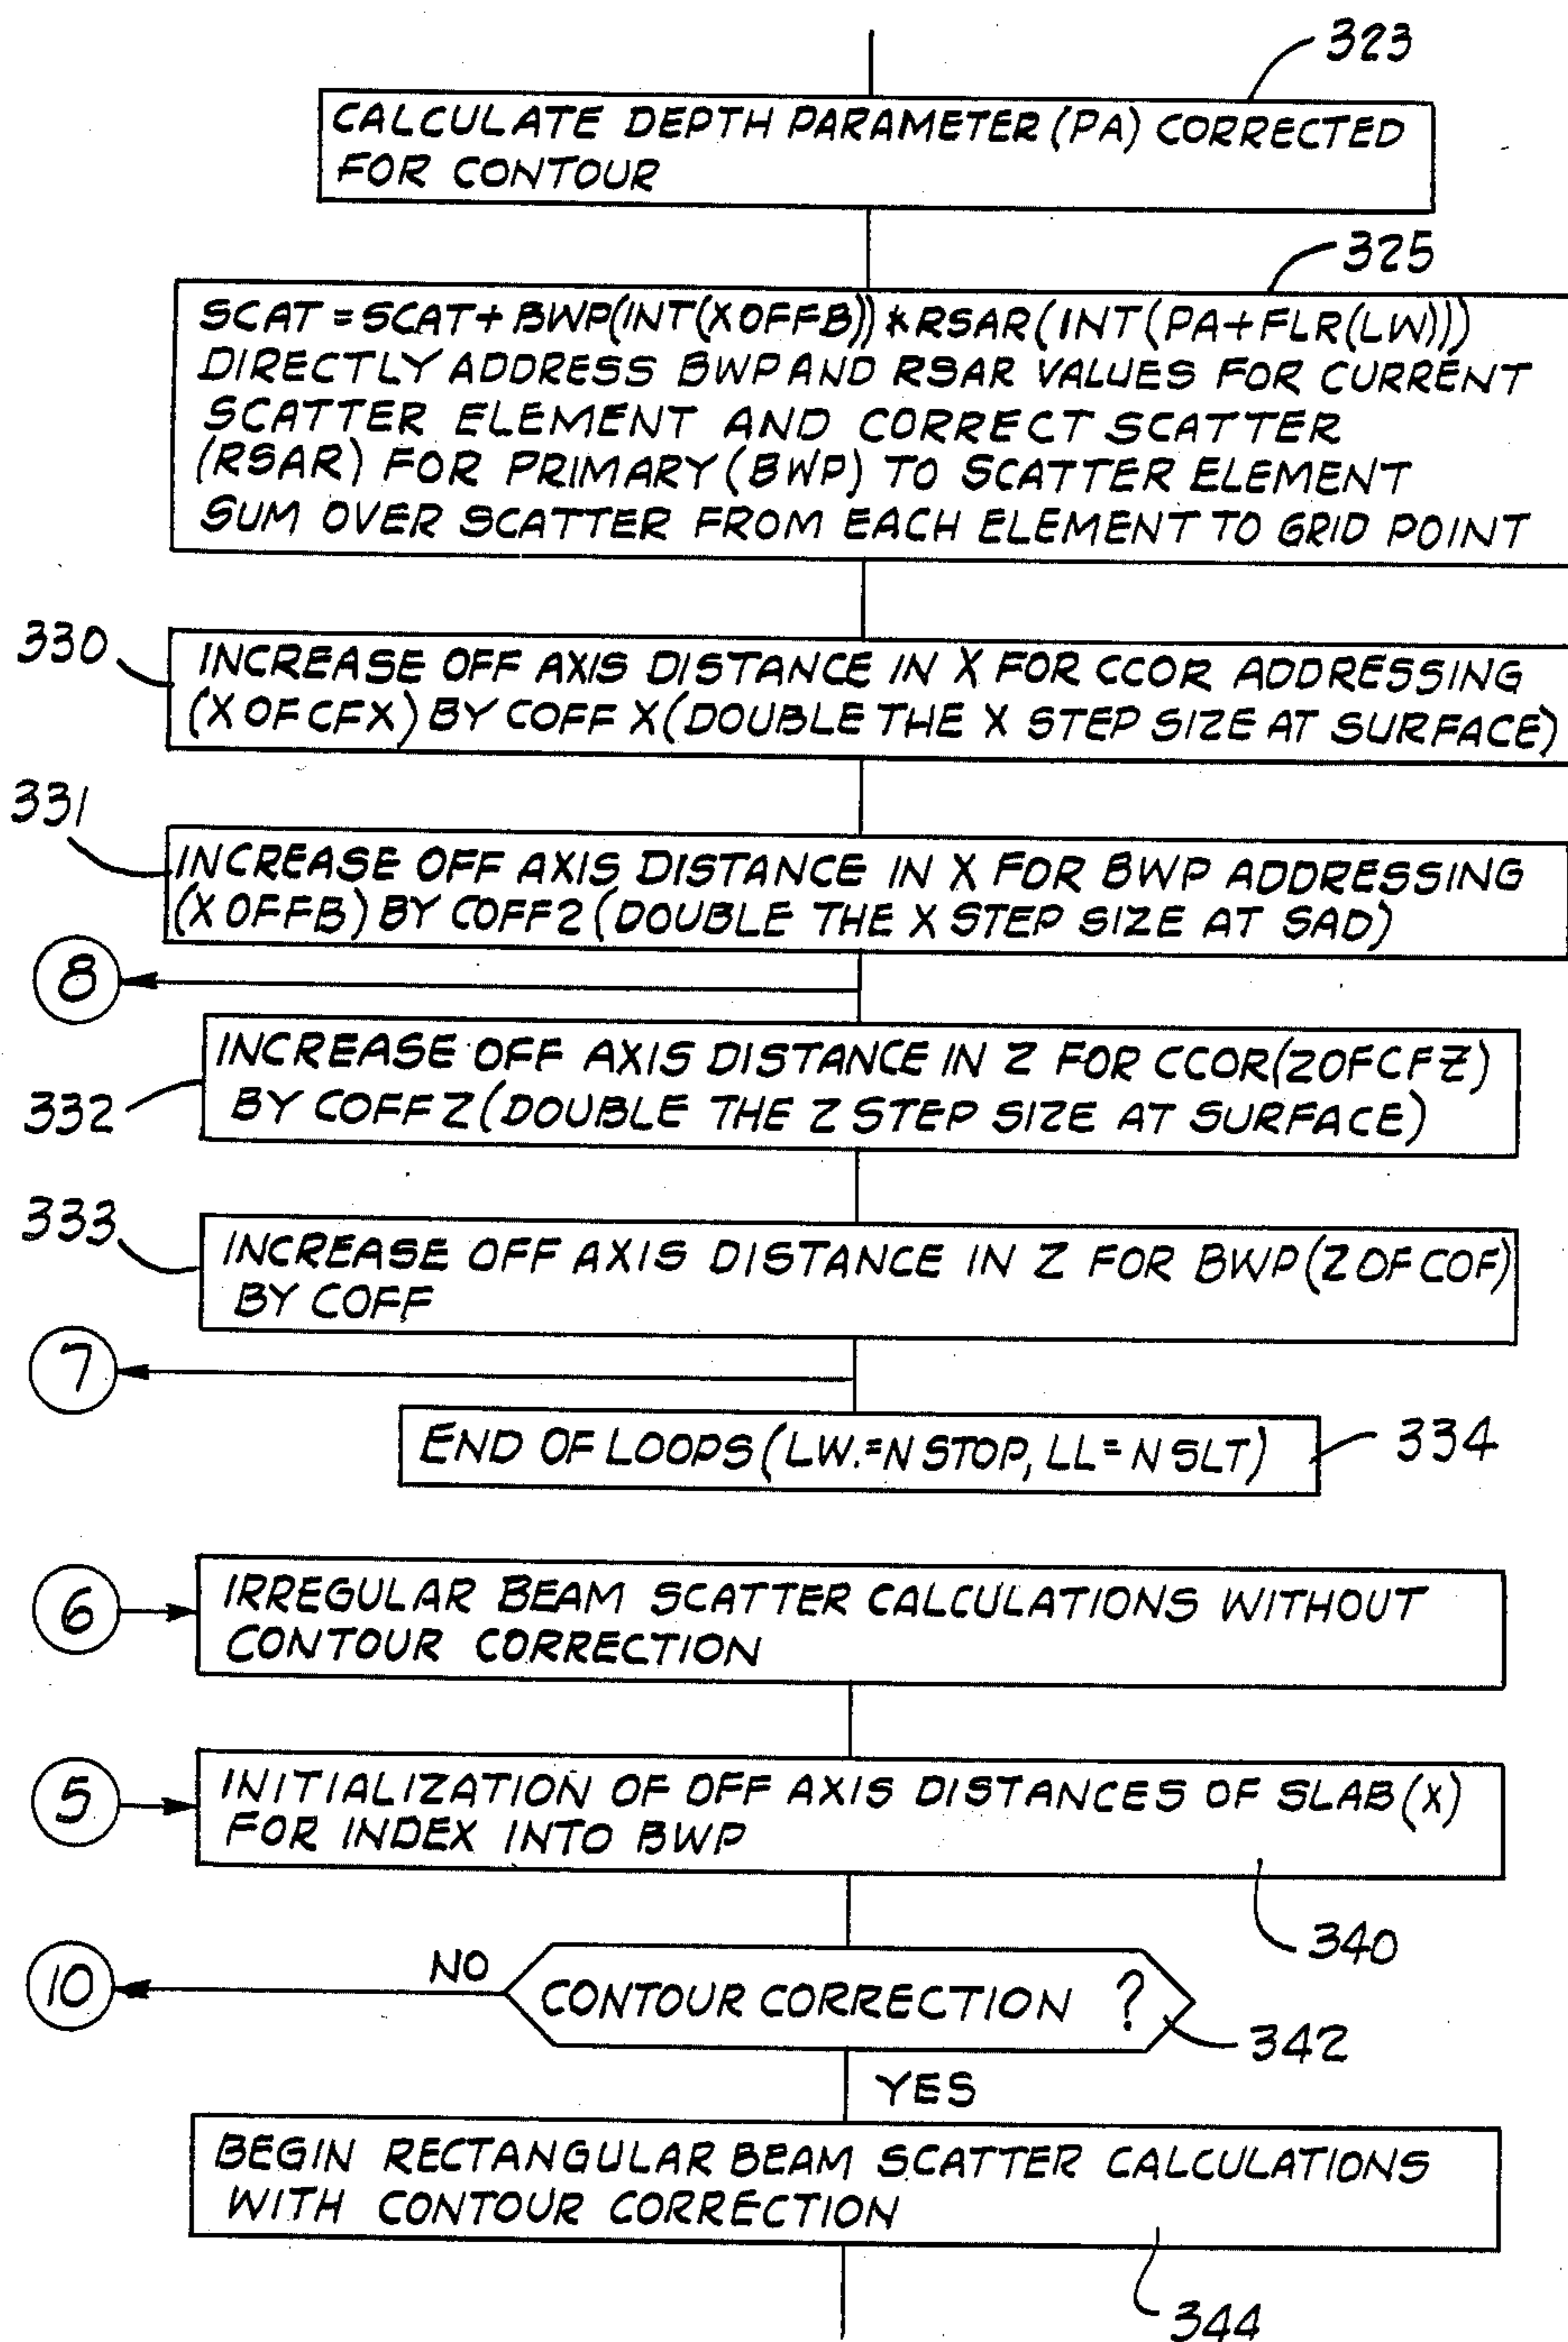 323
CALCULATE DEPTH PARAMETER (PA) CORRECTED
FOR CONTOUR
325
SCAT = SCAT + BWP(INT(XOFFB)) * RSAR(INT(PA+FLR(LW)))
DIRECTLY ADDRESS BWP AND RSAR VALUES FOR CURRENT
SCATTER ELEMENT AND CORRECT SCATTER
(RSAR) FOR PRIMARY (BWP) TO SCATTER ELEMENT
SUM OVER SCATTER FROM EACH ELEMENT TO GRID POINT
330
INCREASE OFF AXIS DISTANCE IN X FOR CCOR ADDRESSING
(XOFCFX) BY COFF X (DOUBLE THE X STEP SIZE AT SURFACE)
331
INCREASE OFF AXIS DISTANCE IN X FOR BWP ADDRESSING
(XOFFB) BY COFF2 (DOUBLE THE X STEP SIZE AT SAD)
8
INCREASE OFF AXIS DISTANCE IN Z FOR CCOR (ZOFCFZ)
BY COFF Z (DOUBLE THE Z STEP SIZE AT SURFACE)
332
333
INCREASE OFF AXIS DISTANCE IN Z FOR BWP (ZOFCOF)
BY COFF
7
END OF LOOPS (LW.=NSTOP, LL=NSLT)
334
6
IRREGULAR BEAM SCATTER CALCULATIONS WITHOUT
CONTOUR CORRECTION
5
INITIALIZATION OF OFF AXIS DISTANCES OF SLAB (X)
FOR INDEX INTO BWP
340
10
NO
CONTOUR CORRECTION ?
342
YES
BEGIN RECTANGULAR BEAM SCATTER CALCULATIONS
WITH CONTOUR CORRECTION
344